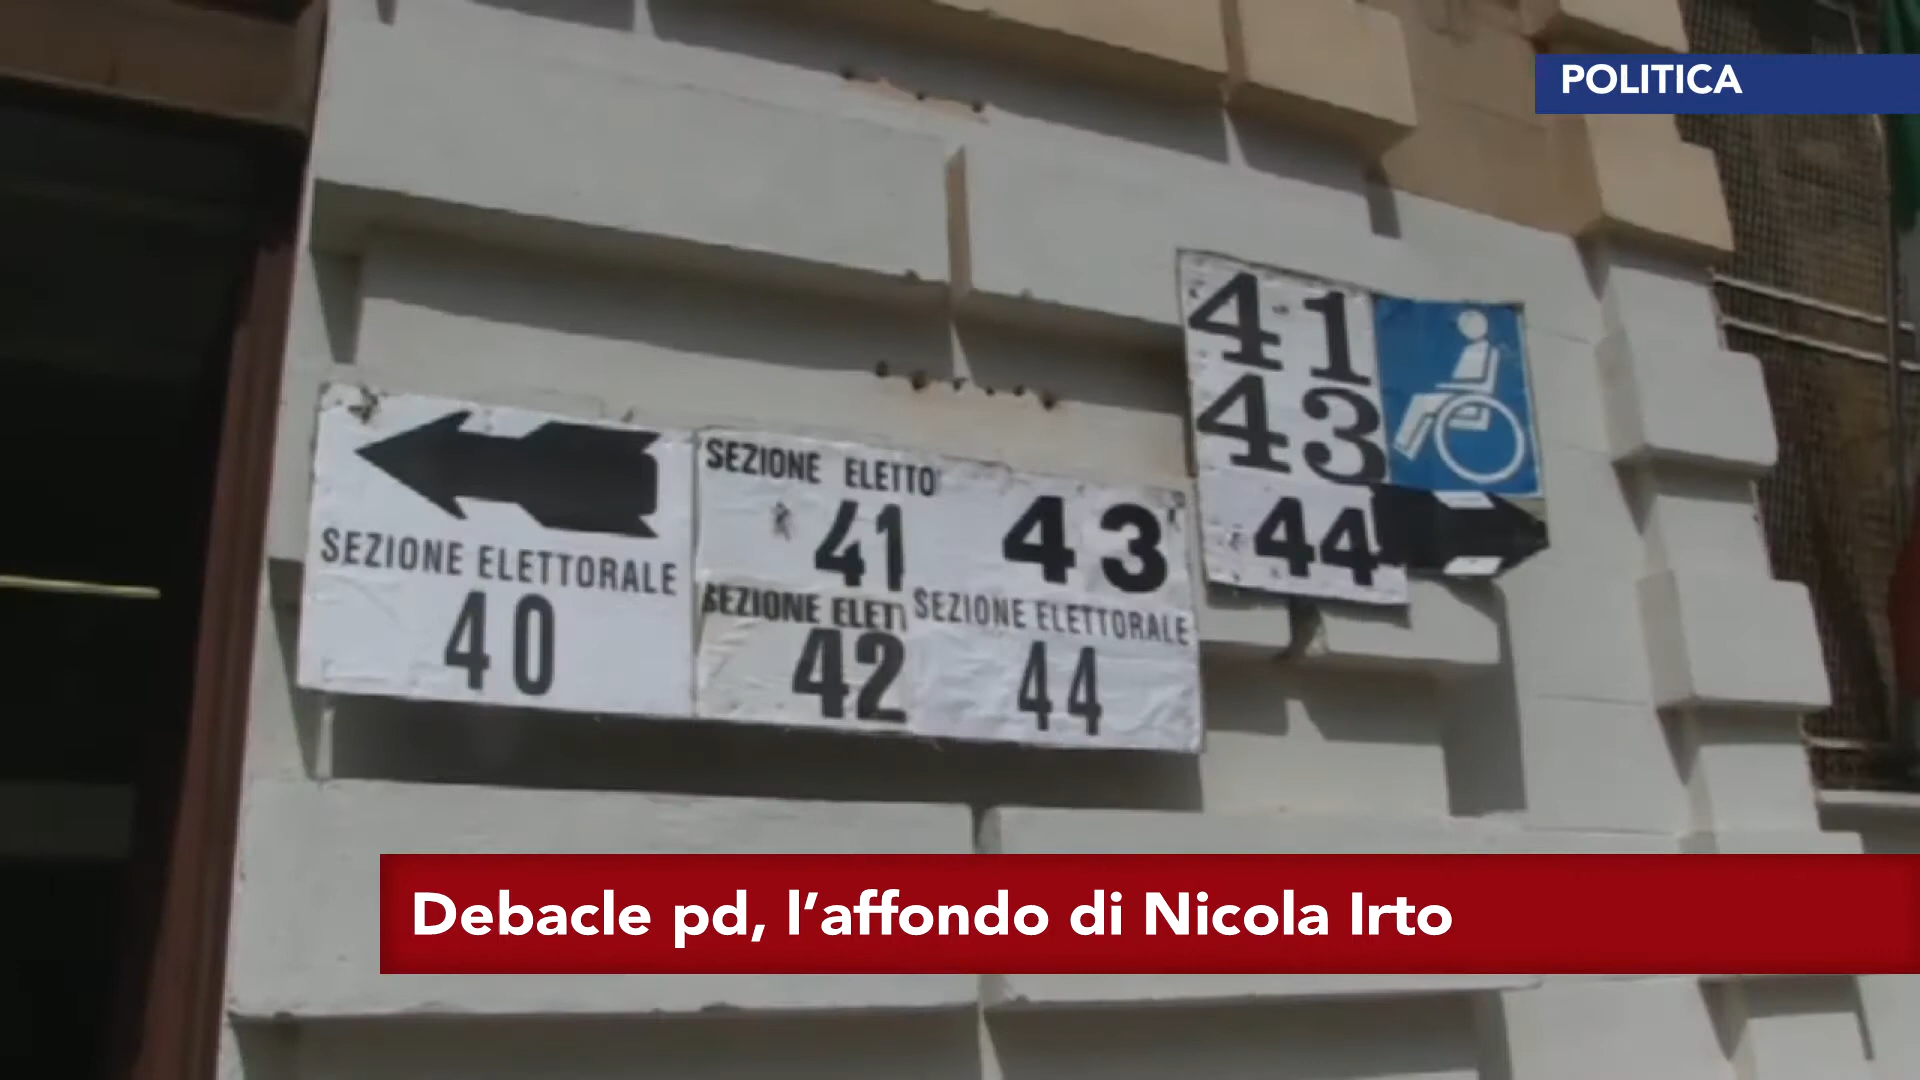 POLITICA
41
43
44
SEZIONE ELETTORALE
40
SEZIONE ELETTO
41
43
SEZIONE ELET
42
SEZIONE ELETTORALE
44
Debacle pd, l’affondo di Nicola Irto